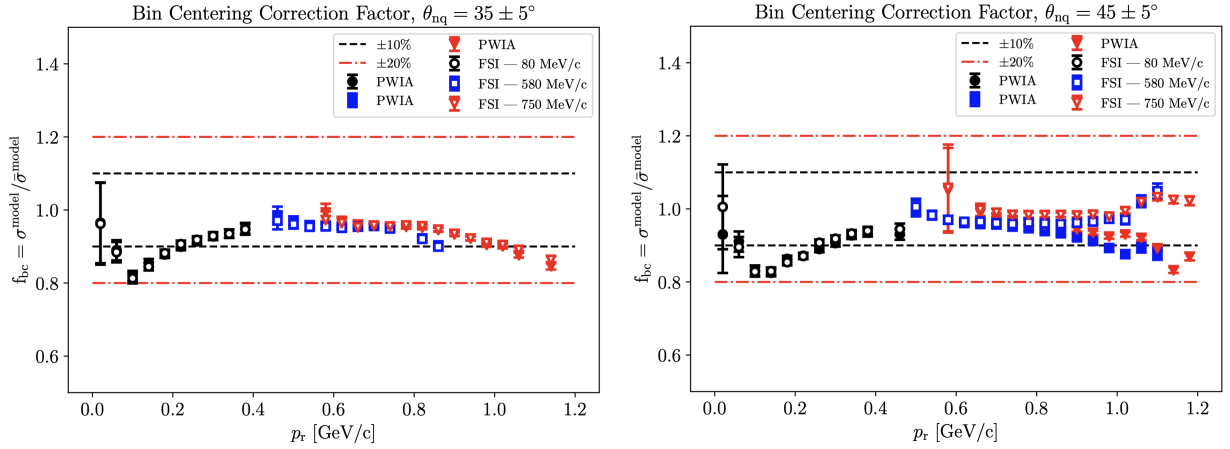 Bin Centering Correction Factor, θnq = 35 ± 5°
±10%
±20%
PWIA
PWIA
PWIA
FSI — 80 MeV/c
FSI — 580 MeV/c
FSI — 750 MeV/c
fbc = σmodel/σ̄model
1.4
1.2
1.0
0.8
0.6
0.0 0.2 0.4 0.6 0.8 1.0 1.2
pr [GeV/c]
Bin Centering Correction Factor, θnq = 45 ± 5°
±10%
±20%
PWIA
PWIA
PWIA
FSI — 80 MeV/c
FSI — 580 MeV/c
FSI — 750 MeV/c
fbc = σmodel/σ̄model
1.4
1.2
1.0
0.8
0.6
0.0 0.2 0.4 0.6 0.8 1.0 1.2
pr [GeV/c]